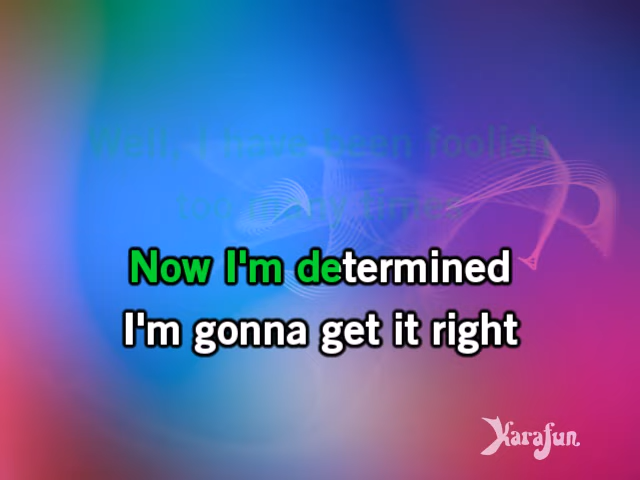 Well, I have been foolish
too many times
Now I'm determined
I'm gonna get it right
Karafun